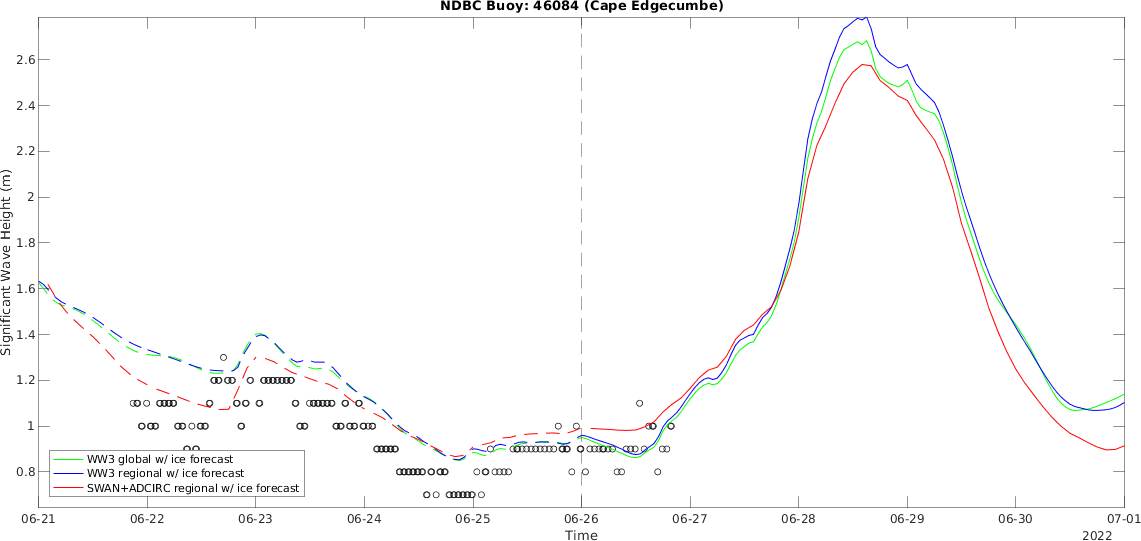 NDBC Buoy: 46084 (Cape Edgecumbe)
2.6
2.4
2.2
2
1.8
1.6
1.4
1.2
1
0.8
Significant Wave Height (m)
WW3 global w/ ice forecast
WW3 regional w/ ice forecast
SWAN+ADCIRC regional w/ ice forecast
06-21 06-22 06-23 06-24 06-25 06-26 06-27 06-28 06-29 06-30 07-01
Time
2022